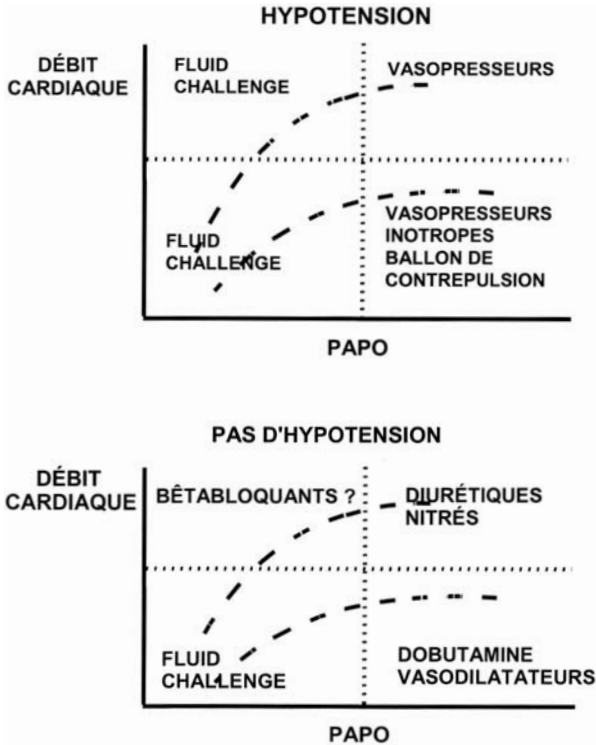 HYPOTENSION
DÉBIT
CARDIAQUE
FLUID
CHALLENGE
VASOPRESSEURS
FLUID
CHALLENGE
VASOPRESSEURS
INOTROPES
BALLON DE
CONTREPULSION
PAPO
PAS D'HYPOTENSION
DÉBIT
CARDIAQUE
BÊTABLOQUANTS ?
DIURÉTIQUES
NITRÉS
FLUID
CHALLENGE
DOBUTAMINE
VASODILATATEURS
PAPO